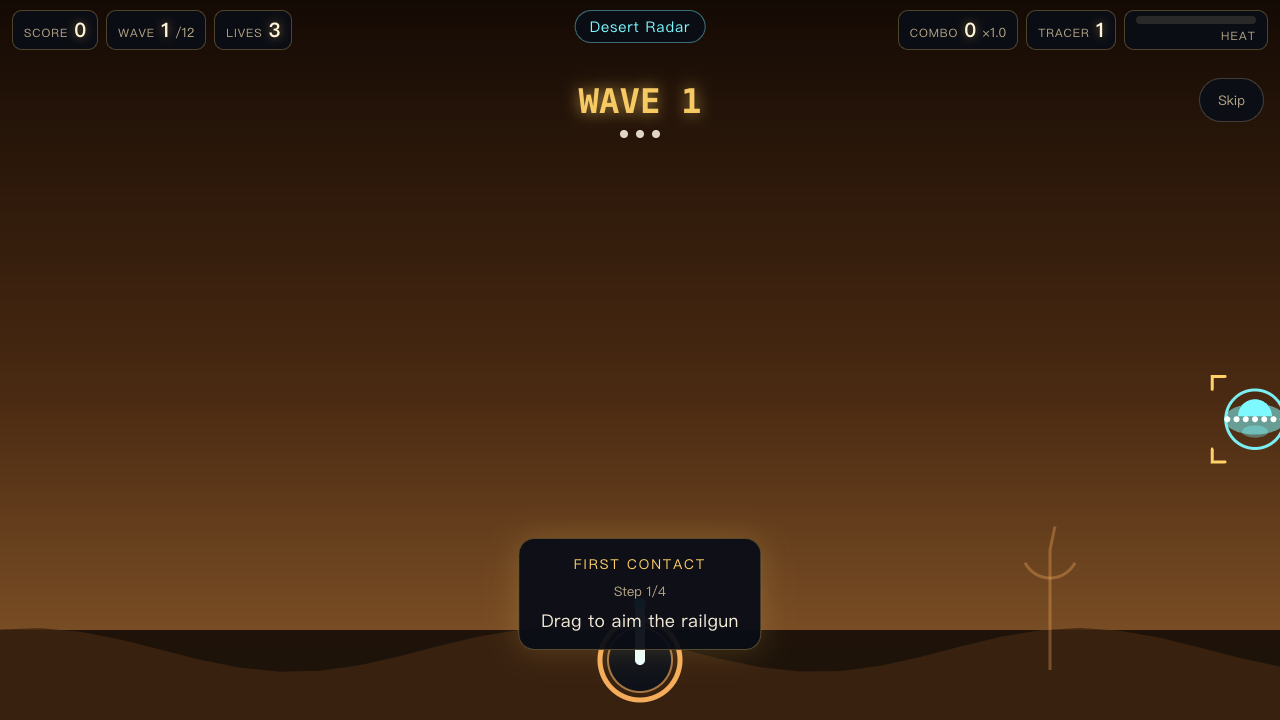 SCORE 0
WAVE 1 /12
LIVES 3
Desert Radar
COMBO 0 ×1.0
TRACER 1
HEAT
WAVE 1
Skip
FIRST CONTACT
Step 1/4
Drag to aim the railgun